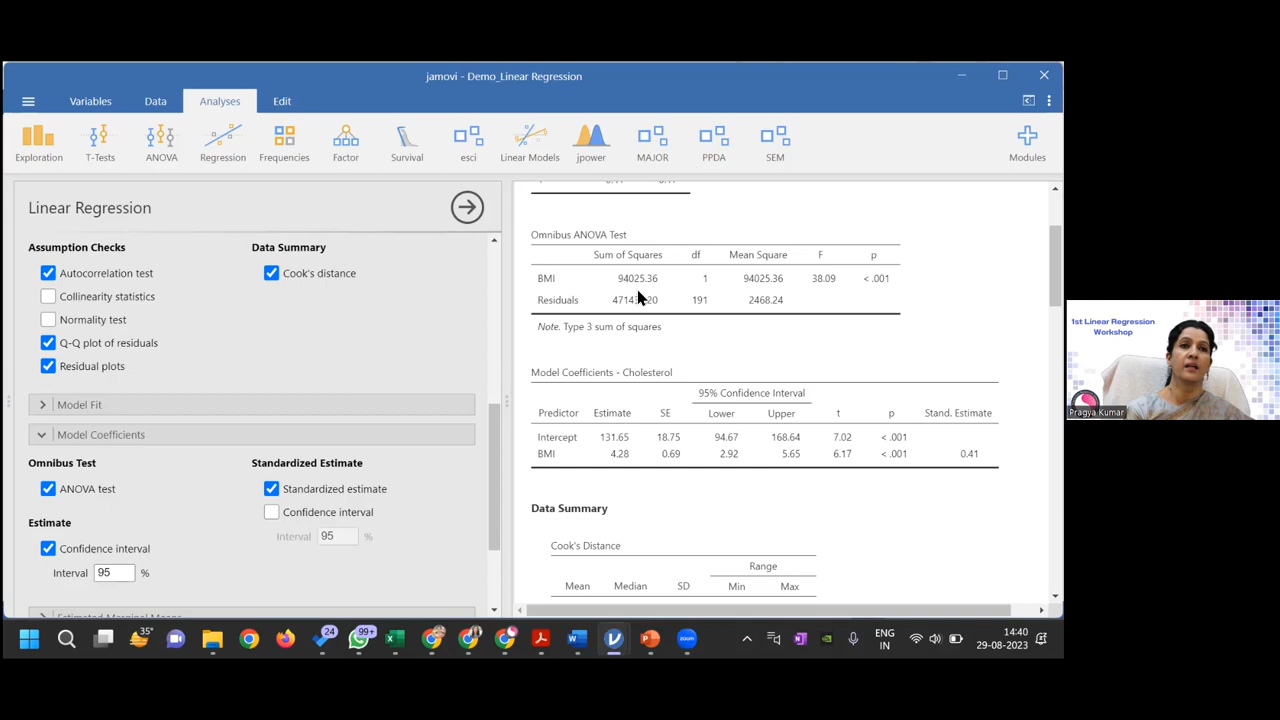 jamovi - Demo_Linear Regression
Variables Data Analyses Edit
Exploration T-Tests ANOVA Regression Frequencies Factor Survival esci Linear Models jpower MAJOR PPDA SEM Modules
Linear Regression
Assumption Checks Data Summary
Autocorrelation test Cook's distance
Collinearity statistics
Normality test
Q-Q plot of residuals
Residual plots
Model Fit
Model Coefficients
Omnibus Test Standardized Estimate
ANOVA test Standardized estimate
Estimate Confidence interval
Interval 95 %
Confidence interval
Interval 95 %
Omnibus ANOVA Test
Sum of Squares df Mean Square F p
BMI 94025.36 1 94025.36 38.09 < .001
Residuals 191 2468.24
Note. Type 3 sum of squares
Model Coefficients - Cholesterol
95% Confidence Interval
Predictor Estimate SE Lower Upper t p Stand. Estimate
Intercept 131.65 18.75 94.67 168.64 7.02 < .001
BMI 4.28 0.69 2.92 5.65 6.17 < .001 0.41
Data Summary
Cook's Distance
Range
Mean Median SD Min Max
1st Linear Regression
Workshop
Pragya Kumar
35°
24
99+
zoom
ENG
IN
14:40
29-08-2023